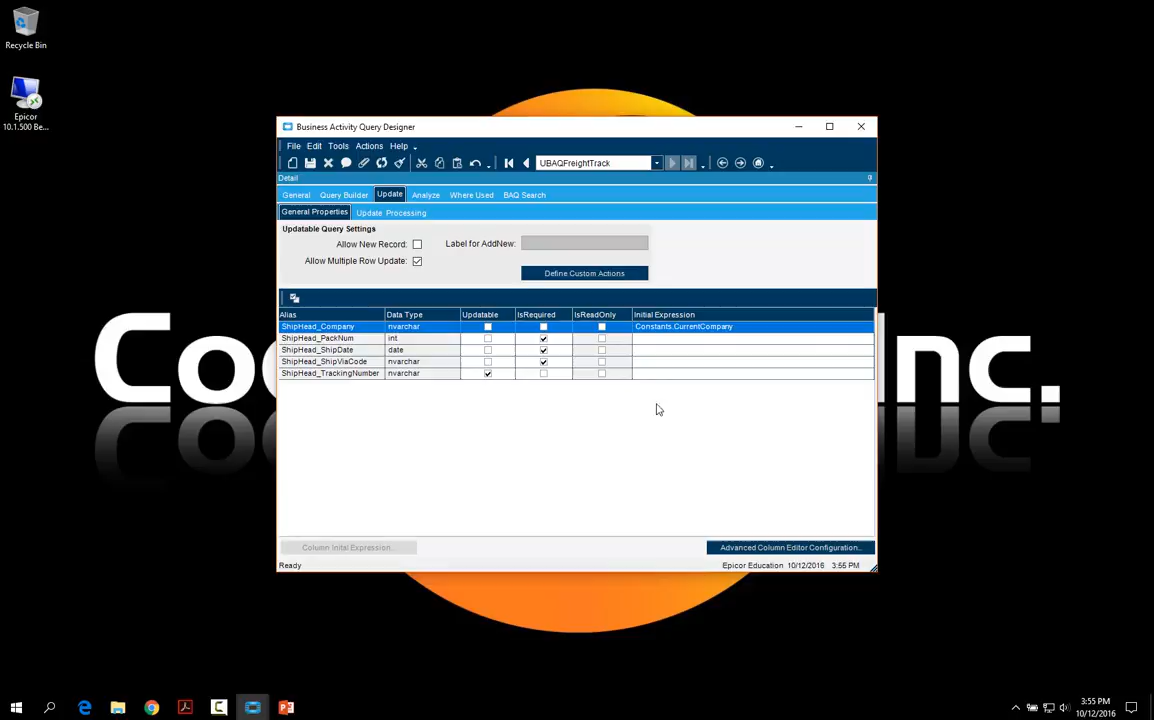 Recycle Bin
Epicor
10.1.500 Be...
Business Activity Query Designer
File Edit Tools Actions Help
UBAQFreightTrack
Detail
General Query Builder Update Analyze Where Used BAQ Search
General Properties Update Processing
Updatable Query Settings
Allow New Record: Label for AddNew:
Allow Multiple Row Update:
Define Custom Actions
Alias Data Type Updatable IsRequired IsReadOnly Initial Expression
ShipHead_Company nvarchar Constants.CurrentCompany
ShipHead_PackNum int
ShipHead_ShipDate date
ShipHead_ShipViaCode nvarchar
ShipHead_TrackingNumber nvarchar
Co Inc.
Column Inital Expression... Advanced Column Editor Configuration...
Ready Epicor Education 10/12/2016 3:55 PM
3:55 PM
10/12/2016